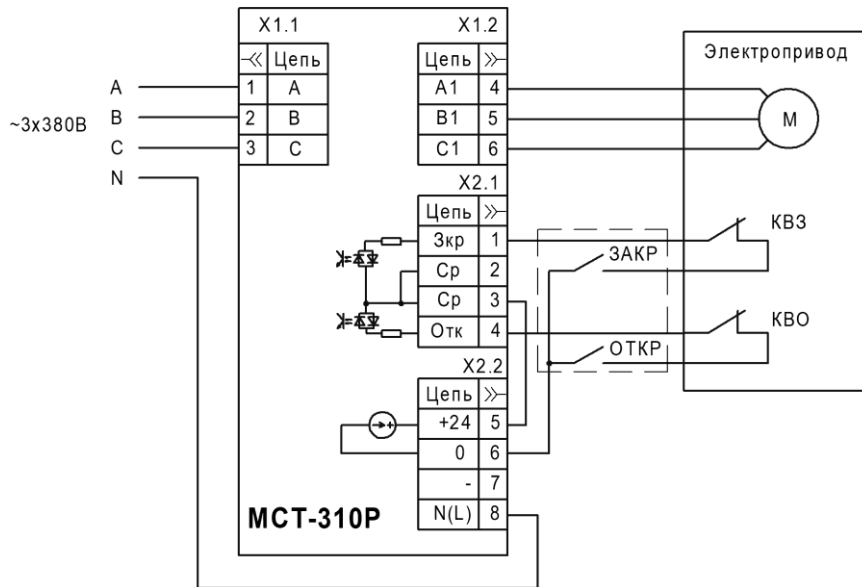 X1.1
X1.2
Цепь
Цепь
Электропривод
A
1
A
A1
4
B
2
B
B1
5
M
~3x380В
C
3
C
C1
6
N
X2.1
Цепь
Зкр
1
КВЗ
ЗАКР
Ср
2
Ср
3
Отк
4
КВО
ОТКР
X2.2
Цепь
+24
5
0
6
-
7
МСТ-310Р
N(L)
8